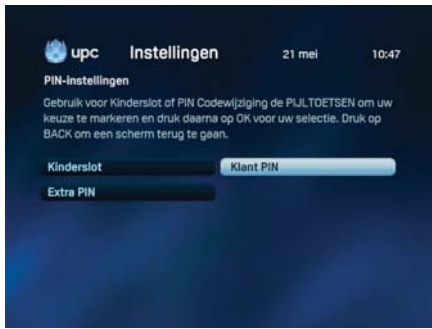 upc Instellingen 21 mei 10:47
PIN-instellingen
Gebruik voor Kinderslot of PIN Codewijziging de PIJLTOETSEN om uw
keuze te markeren en druk daarna op OK voor uw selectie. Druk op
BACK om een scherm terug te gaan.
Kinderslot Klant PIN
Extra PIN